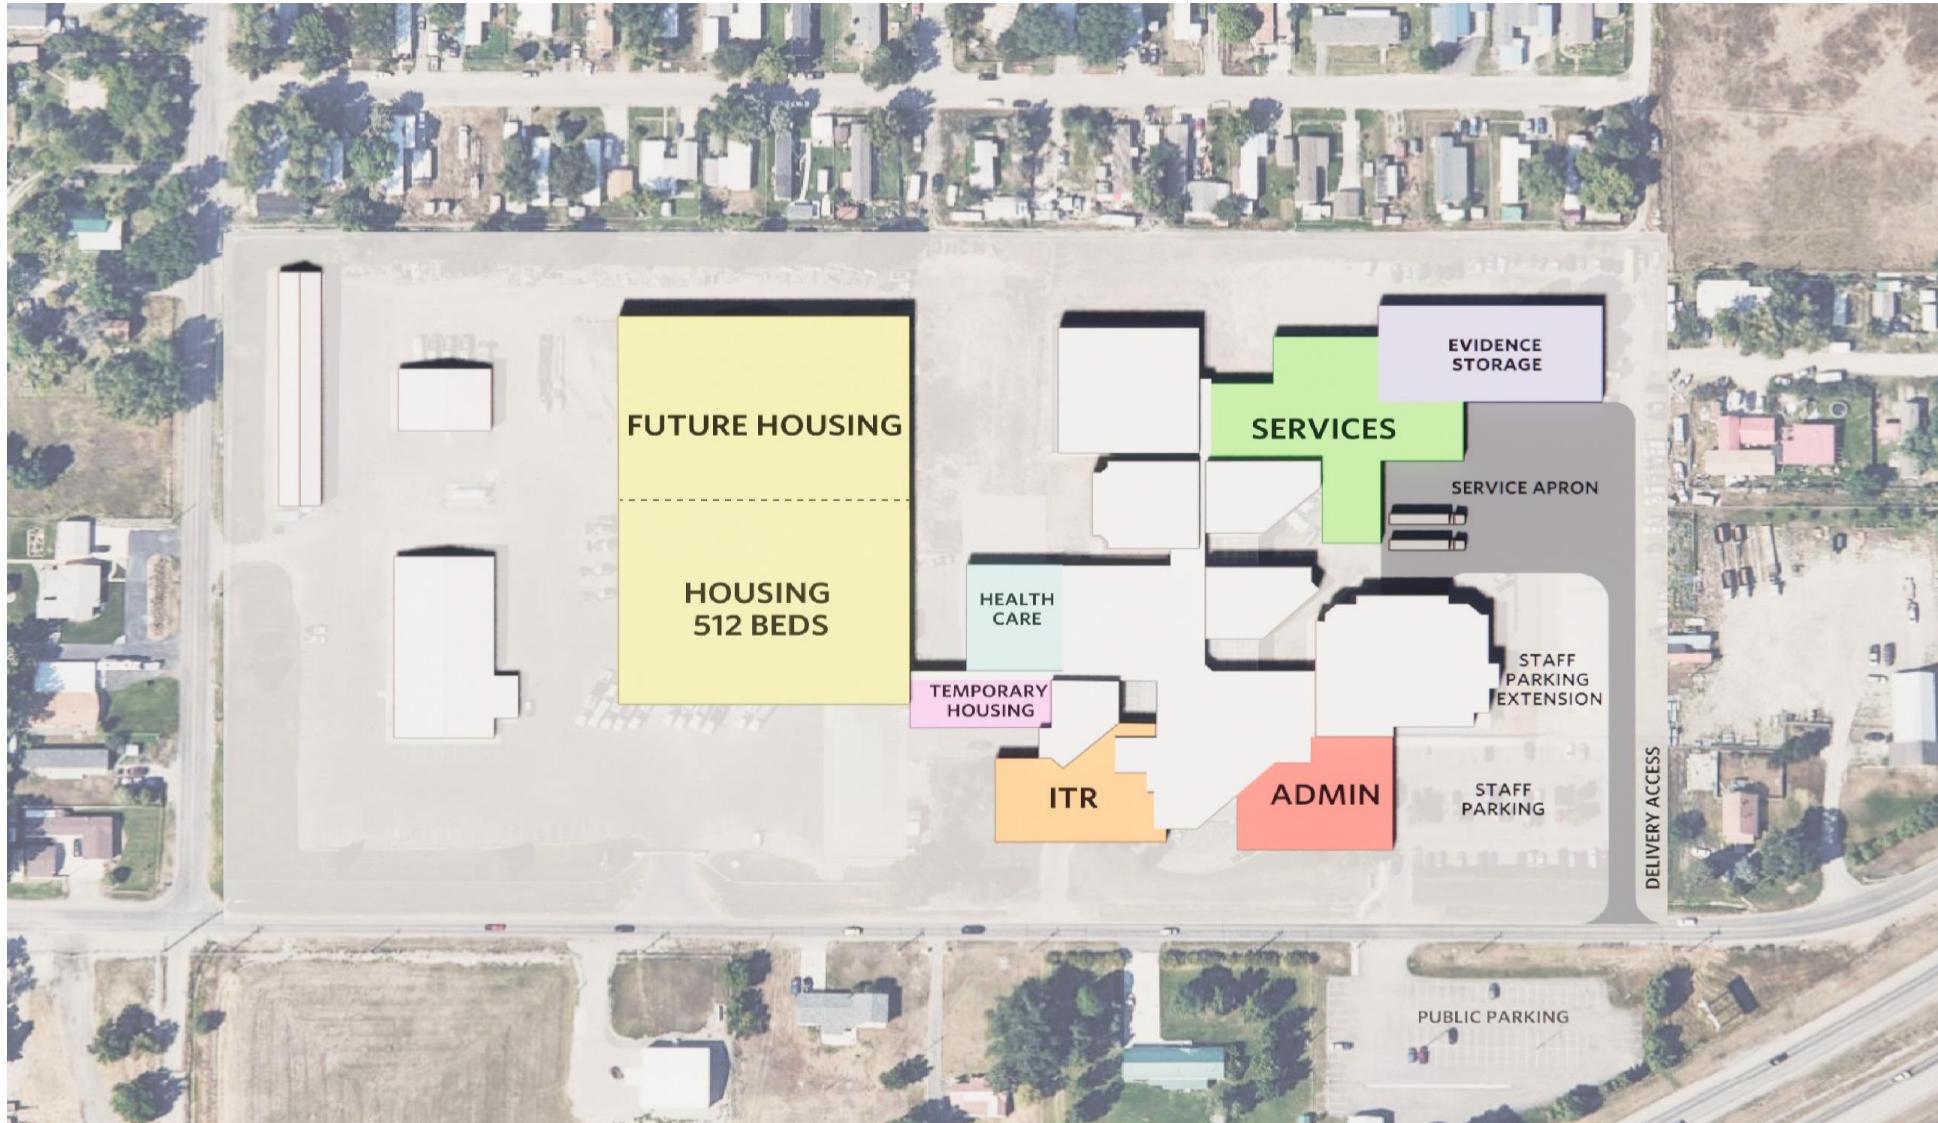 EVIDENCE
STORAGE
FUTURE HOUSING
SERVICES
SERVICE APRON
HOUSING
512 BEDS
HEALTH
CARE
TEMPORARY
HOUSING
STAFF
PARKING
EXTENSION
ITR
ADMIN
STAFF
PARKING
DELIVERY ACCESS
PUBLIC PARKING